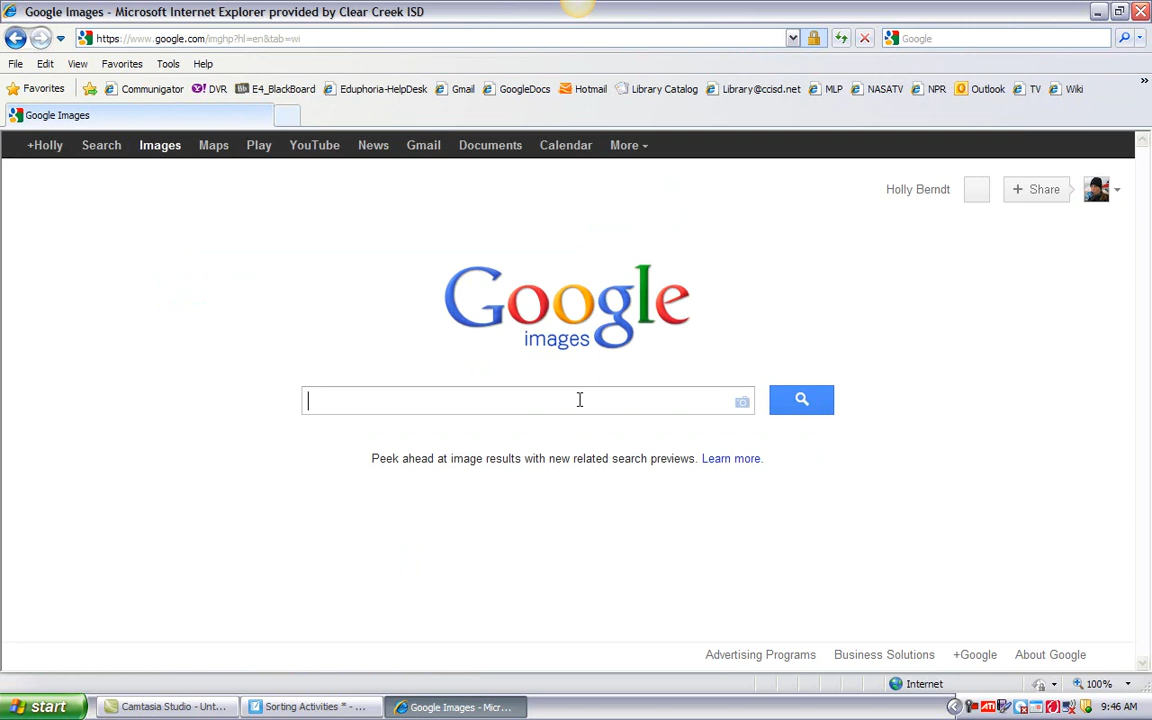 Google Images - Microsoft Internet Explorer provided by Clear Creek ISD
https://www.google.com/imghp?hl=en&tab=wi
Google
File Edit View Favorites Tools Help
Favorites Communigator DVR E4_BlackBoard Eduphoria-HelpDesk Gmail GoogleDocs Hotmail Library Catalog Library@ccisd.net MLP NASATV NPR Outlook TV Wiki
Google Images
+Holly Search Images Maps Play YouTube News Gmail Documents Calendar More
Holly Berndt + Share
Google
images
Peek ahead at image results with new related search previews. Learn more.
Advertising Programs Business Solutions +Google About Google
Internet 100%
start Camtasia Studio - Unt... Sorting Activities * - ... Google Images - Micr... ATI 9:46 AM